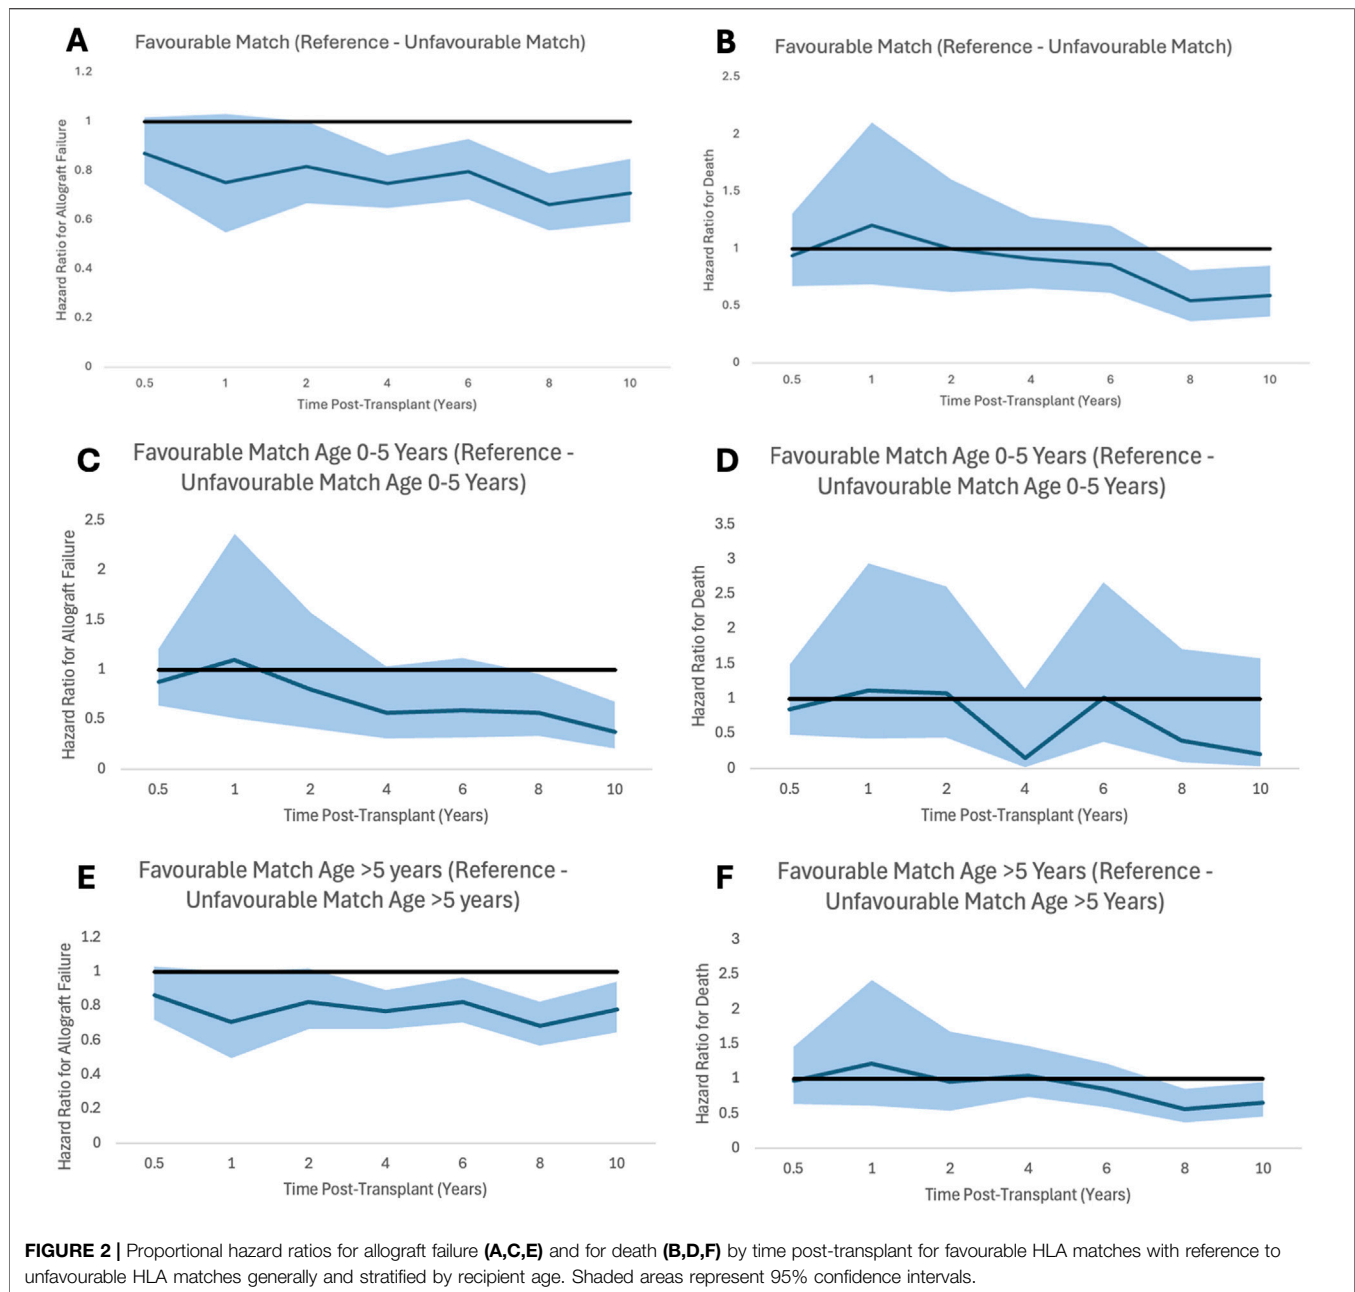 A
Favourable Match (Reference - Unfavourable Match)
Hazard Ratio for Allograft Failure
1.2
1
0.8
0.6
0.4
0.2
0
0.5 1 2 4 6 8 10
Time Post-Transplant (Years)
B
Favourable Match (Reference - Unfavourable Match)
Hazard Ratio for Death
2.5
2
1.5
1
0.5
0
0.5 1 2 4 6 8 10
Time Post-Transplant (Years)
C
Favourable Match Age 0-5 Years (Reference -
Unfavourable Match Age 0-5 Years)
Hazard Ratio for Allograft Failure
2.5
2
1.5
1
0.5
0
0.5 1 2 4 6 8 10
Time Post-Transplant (Years)
D
Favourable Match Age 0-5 Years (Reference -
Unfavourable Match Age 0-5 Years)
Hazard Ratio for Death
3.5
3
2.5
2
1.5
1
0.5
0
0.5 1 2 4 6 8 10
Time Post-Transplant (Years)
E
Favourable Match Age >5 years (Reference -
Unfavourable Match Age >5 years)
Hazard Ratio for Allograft Failure
1.2
1
0.8
0.6
0.4
0.2
0
0.5 1 2 4 6 8 10
Time Post-Transplant (Years)
F
Favourable Match Age >5 Years (Reference -
Unfavourable Match Age >5 Years)
Hazard Ratio for Death
3
2.5
2
1.5
1
0.5
0
0.5 1 2 4 6 8 10
Time Post-Transplant (Years)
FIGURE 2 | Proportional hazard ratios for allograft failure (A,C,E) and for death (B,D,F) by time post-transplant for favourable HLA matches with reference to
unfavourable HLA matches generally and stratified by recipient age. Shaded areas represent 95% confidence intervals.